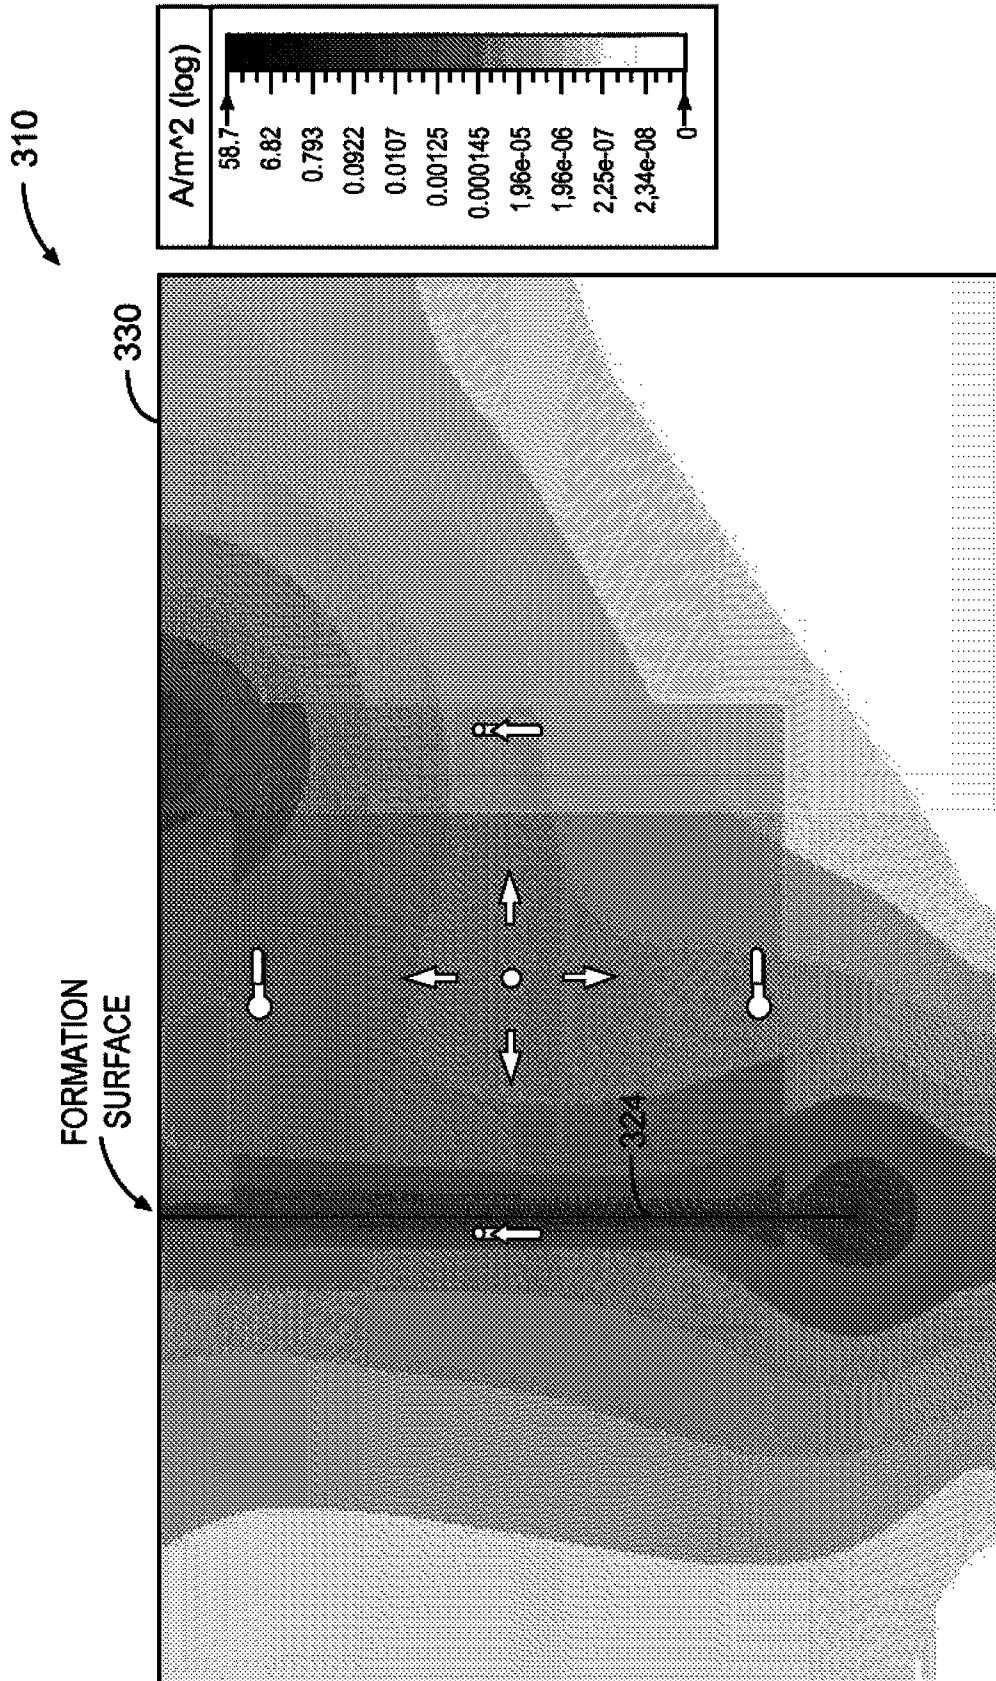 310
A/m^2 (log)
58.7
6.82
0.793
0.0922
0.0107
0.00125
0.000145
1,96e-05
1,96e-06
2,25e-07
2,34e-08
0
330
FORMATION
SURFACE
324